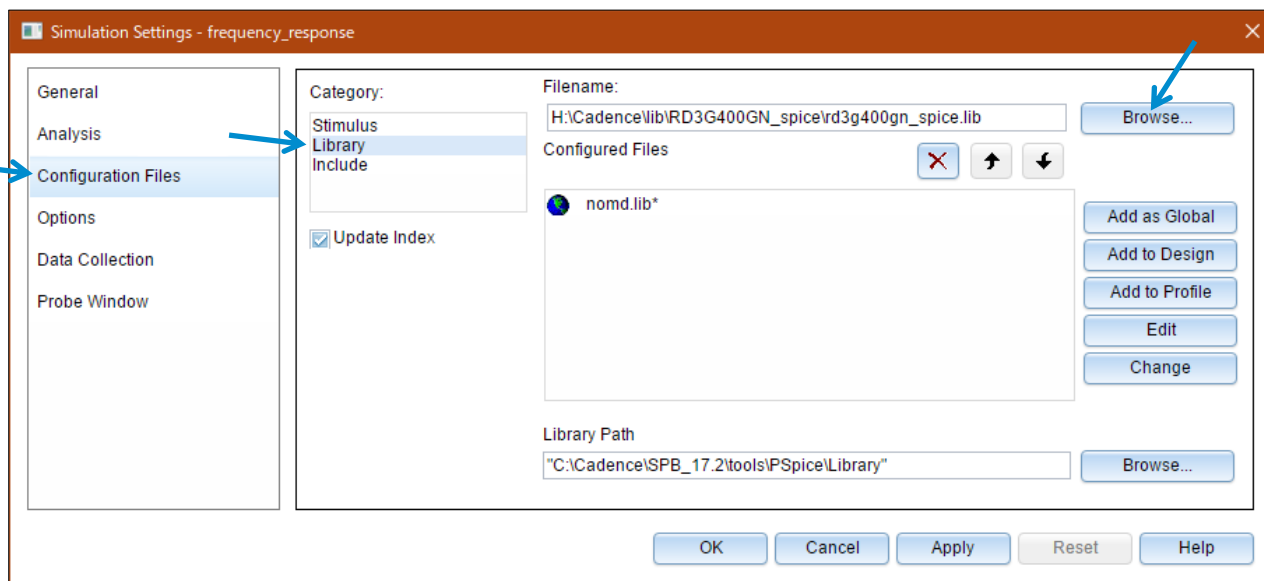 Simulation Settings - frequency_response
General
Analysis
Configuration Files
Options
Data Collection
Probe Window
Category:
Stimulus
Library
Include
Update Index
Filename:
H:\Cadence\lib\RD3G400GN_spice\rd3g400gn_spice.lib
Browse...
Configured Files
nomd.lib*
Add as Global
Add to Design
Add to Profile
Edit
Change
Library Path
"C:\Cadence\SPB_17.2\tools\PSpice\Library"
Browse...
OK
Cancel
Apply
Reset
Help